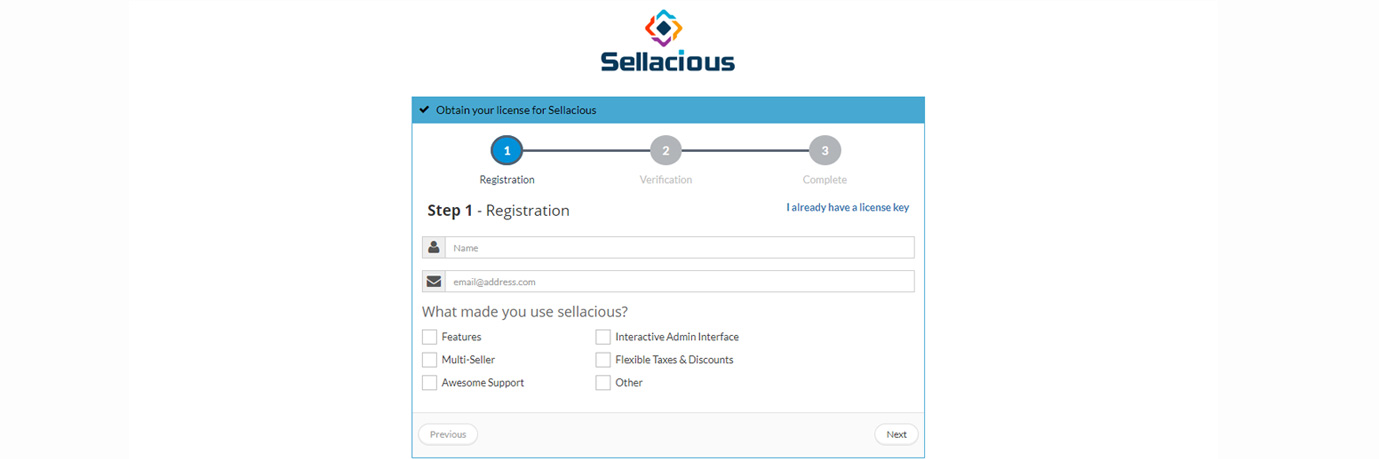 Sellacious
Obtain your license for Sellacious
1 2 3
Registration Verification Complete
Step 1 - Registration I already have a license key
Name
email@address.com
What made you use sellacious?
Features Interactive Admin Interface
Multi-Seller Flexible Taxes & Discounts
Awesome Support Other
Previous Next